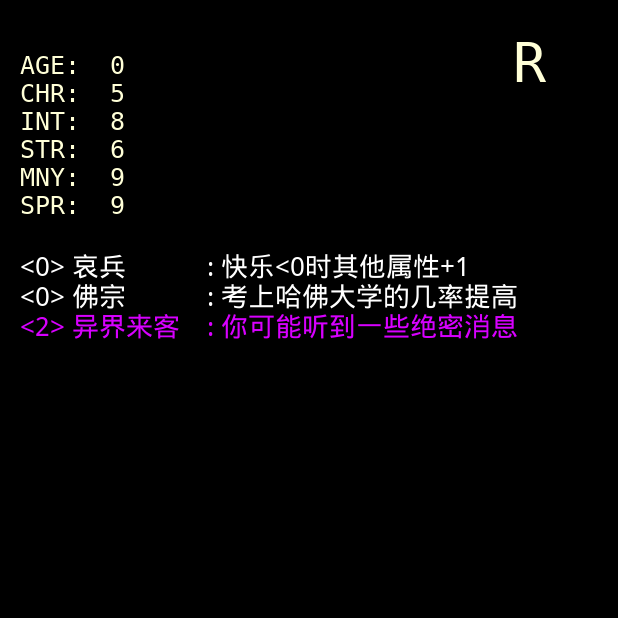 R
AGE: 0
CHR: 5
INT: 8
STR: 6
MNY: 9
SPR: 9
<0> 哀兵 : 快乐<0时其他属性+1
<0> 佛宗 : 考上哈佛大学的几率提高
<2> 异界来客 : 你可能听到一些绝密消息